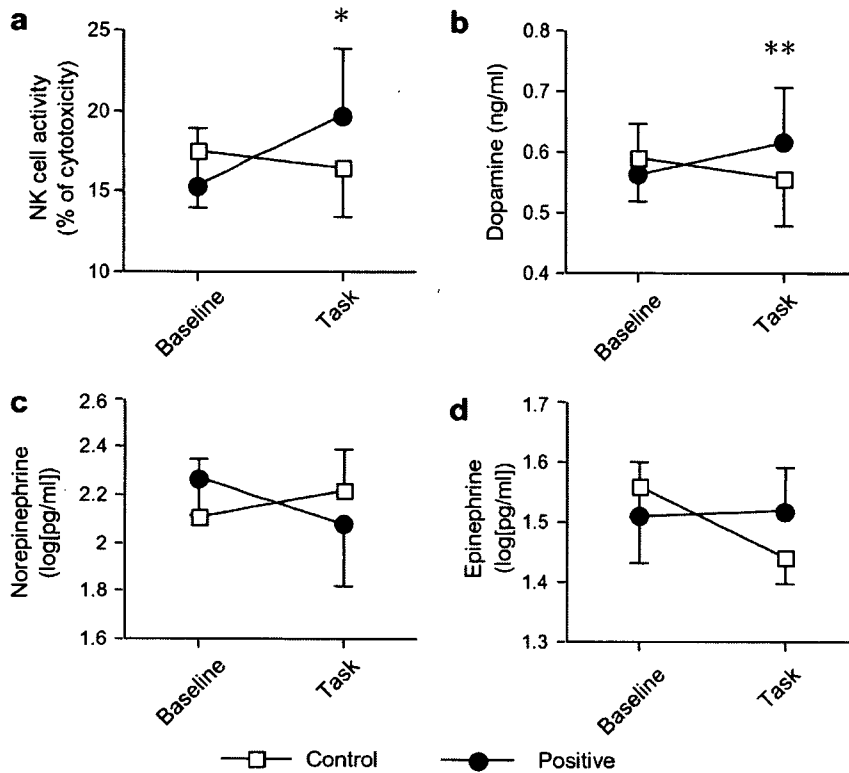 a
*
NK cell activity
(% of cytotoxicity)
25
20
15
10
Baseline
Task
b
**
Dopamine (ng/ml)
0.8
0.7
0.6
0.5
0.4
Baseline
Task
c
Norepinephrine
(log[pg/ml])
2.6
2.4
2.2
2
1.8
1.6
Baseline
Task
d
Epinephrine
(log[pg/ml])
1.7
1.6
1.5
1.4
1.3
Baseline
Task
Control
Positive